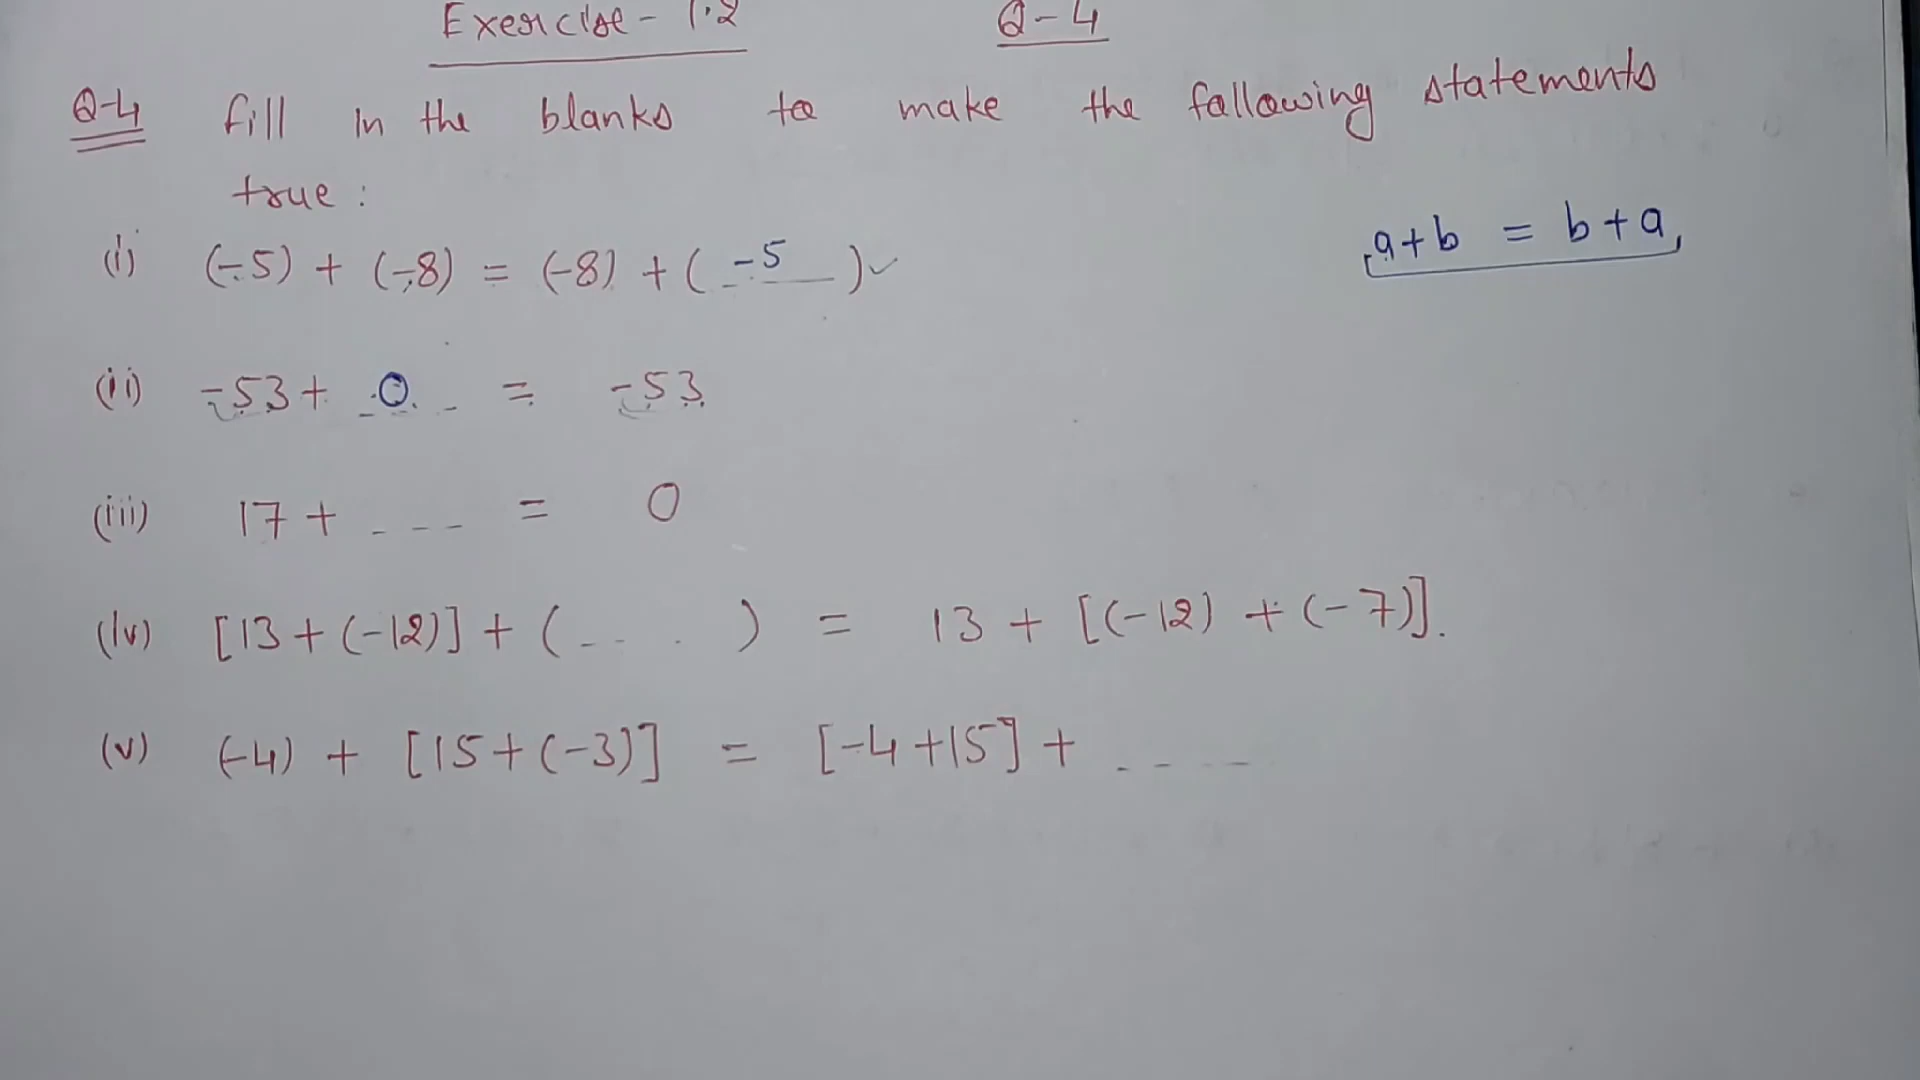 Exercise - 1.2 Q-4
Q-4 fill in the blanks to make the following statements
true :
a+b = b+a
(i) (-5) + (-8) = (-8) + ( -5 ) ✓
(ii) -53 + 0 = -53
(iii) 17 + _ _ _ = 0
(iv) [13 + (-12)] + (_ _ _) = 13 + [(-12) + (-7)].
(v) (-4) + [15 + (-3)] = [-4 + 15] + _ _ _ _